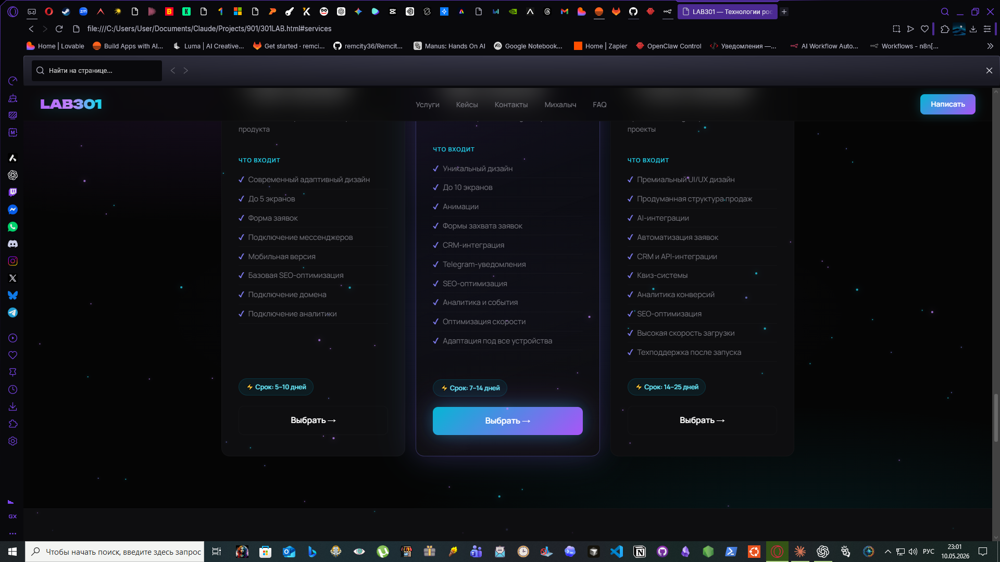 LAB301 — Технологии рос
file:///C:/Users/User/Documents/Claude/Projects/901/301LAB.html#services
Home | Lovable
Build Apps with AI...
Luma | AI Creative...
Get started · remci...
remcity36/Remcit...
Manus: Hands On AI
Google Notebook...
Home | Zapier
OpenClaw Control
Уведомления —...
AI Workflow Auto...
Workflows - n8n[...
Найти на странице...
LAB301
Услуги
Кейсы
Контакты
Михалыч
FAQ
Написать
продукта
ЧТО ВХОДИТ
✓ Современный адаптивный дизайн
✓ До 5 экранов
✓ Форма заявок
✓ Подключение мессенджеров
✓ Мобильная версия
✓ Базовая SEO-оптимизация
✓ Подключение домена
✓ Подключение аналитики
⚡ Срок: 5–10 дней
Выбрать →
ЧТО ВХОДИТ
✓ Уникальный дизайн
✓ До 10 экранов
✓ Анимации
✓ Формы захвата заявок
✓ CRM-интеграция
✓ Telegram-уведомления
✓ SEO-оптимизация
✓ Аналитика и события
✓ Оптимизация скорости
✓ Адаптация под все устройства
⚡ Срок: 7–14 дней
Выбрать →
проекты
ЧТО ВХОДИТ
✓ Премиальный UI/UX дизайн
✓ Продуманная структура продаж
✓ AI-интеграции
✓ Автоматизация заявок
✓ CRM и API-интеграции
✓ Квиз-системы
✓ Аналитика конверсий
✓ SEO-оптимизация
✓ Высокая скорость загрузки
✓ Техподдержка после запуска
⚡ Срок: 14–25 дней
Выбрать →
GX
Чтобы начать поиск, введите здесь запрос
РУС
23:01
10.05.2026